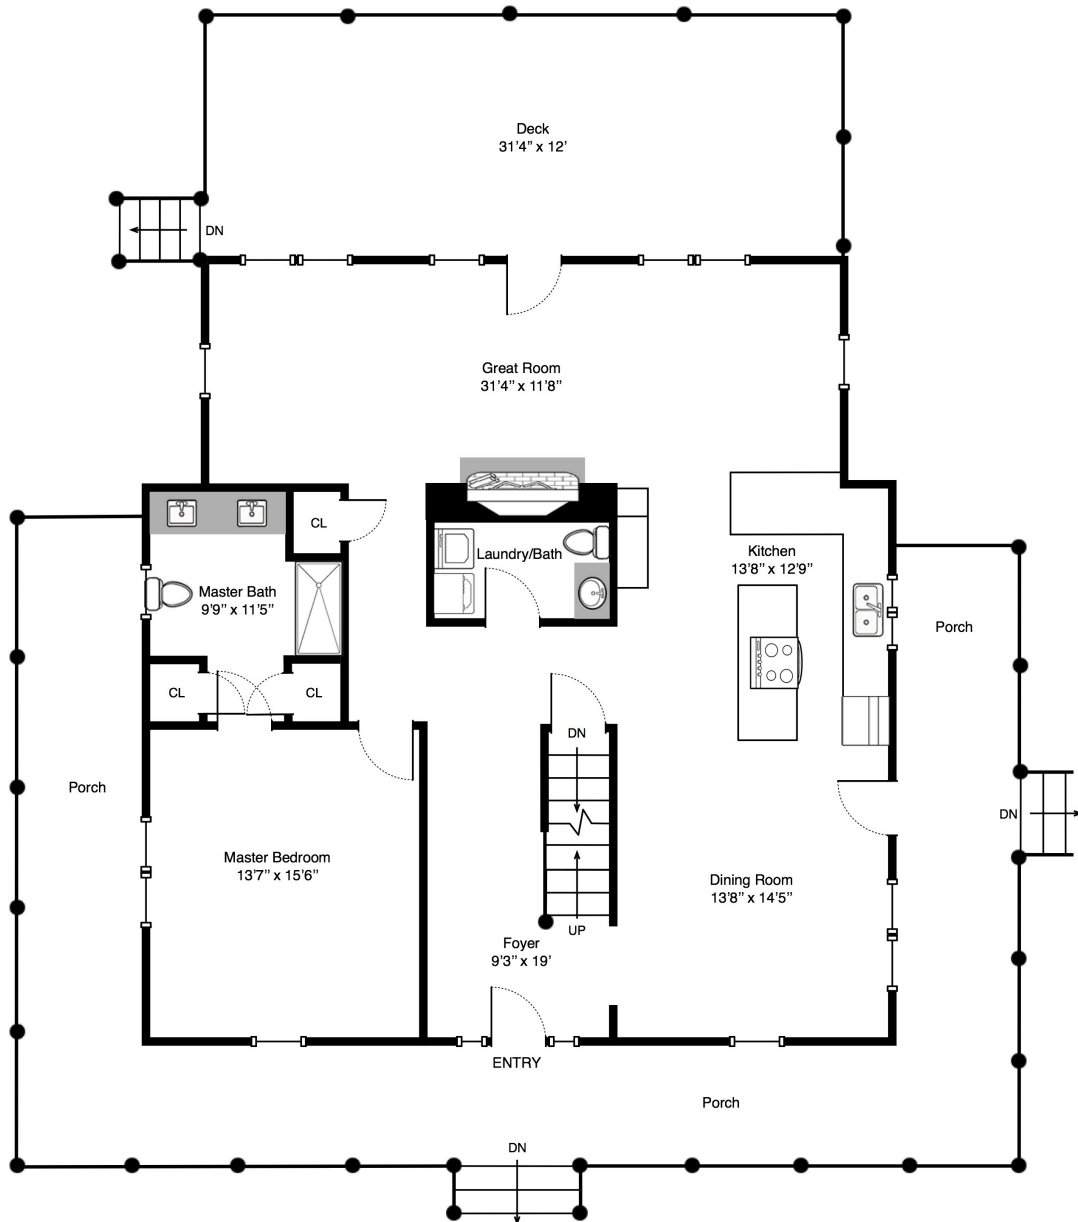 Deck
31'4" x 12'
DN
Great Room
31'4" x 11'8"
CL
Laundry/Bath
Kitchen
13'8" x 12'9"
Master Bath
9'9" x 11'5"
Porch
CL
CL
DN
Porch
DN
Master Bedroom
13'7" x 15'6"
Dining Room
13'8" x 14'5"
UP
Foyer
9'3" x 19'
ENTRY
Porch
DN